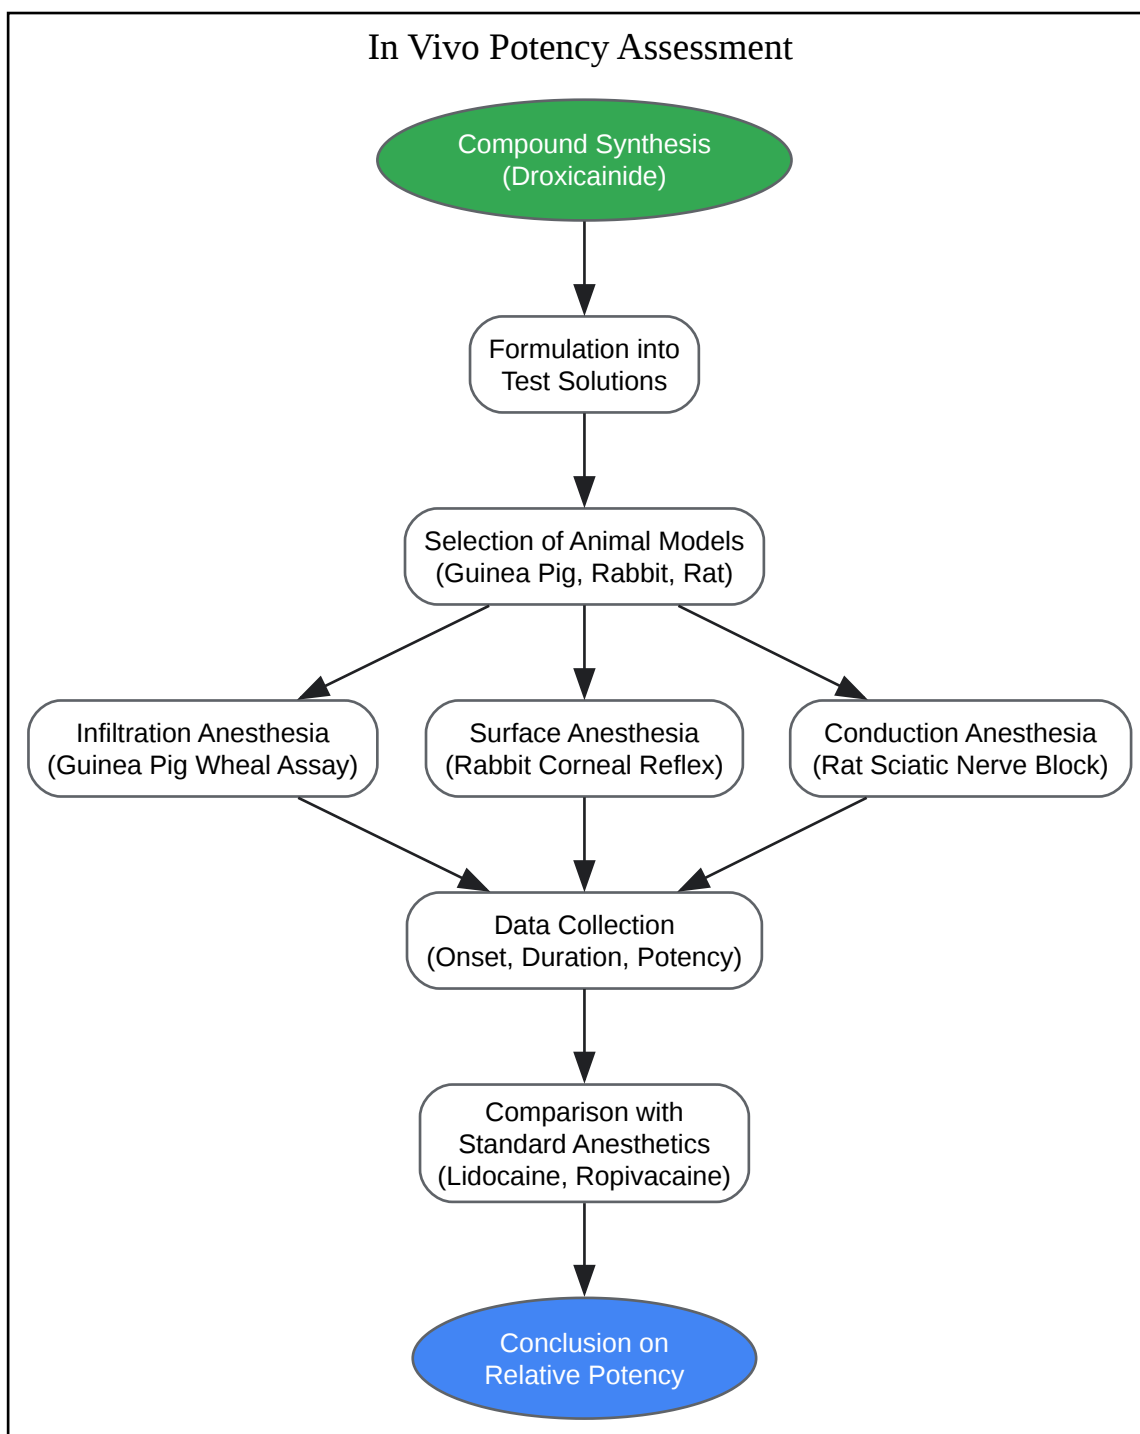 In Vivo Potency Assessment
Compound Synthesis
(Droxicainide)
Formulation into
Test Solutions
Selection of Animal Models
(Guinea Pig, Rabbit, Rat)
Infiltration Anesthesia
(Guinea Pig Wheal Assay)
Surface Anesthesia
(Rabbit Corneal Reflex)
Conduction Anesthesia
(Rat Sciatic Nerve Block)
Data Collection
(Onset, Duration, Potency)
Comparison with
Standard Anesthetics
(Lidocaine, Ropivacaine)
Conclusion on
Relative Potency